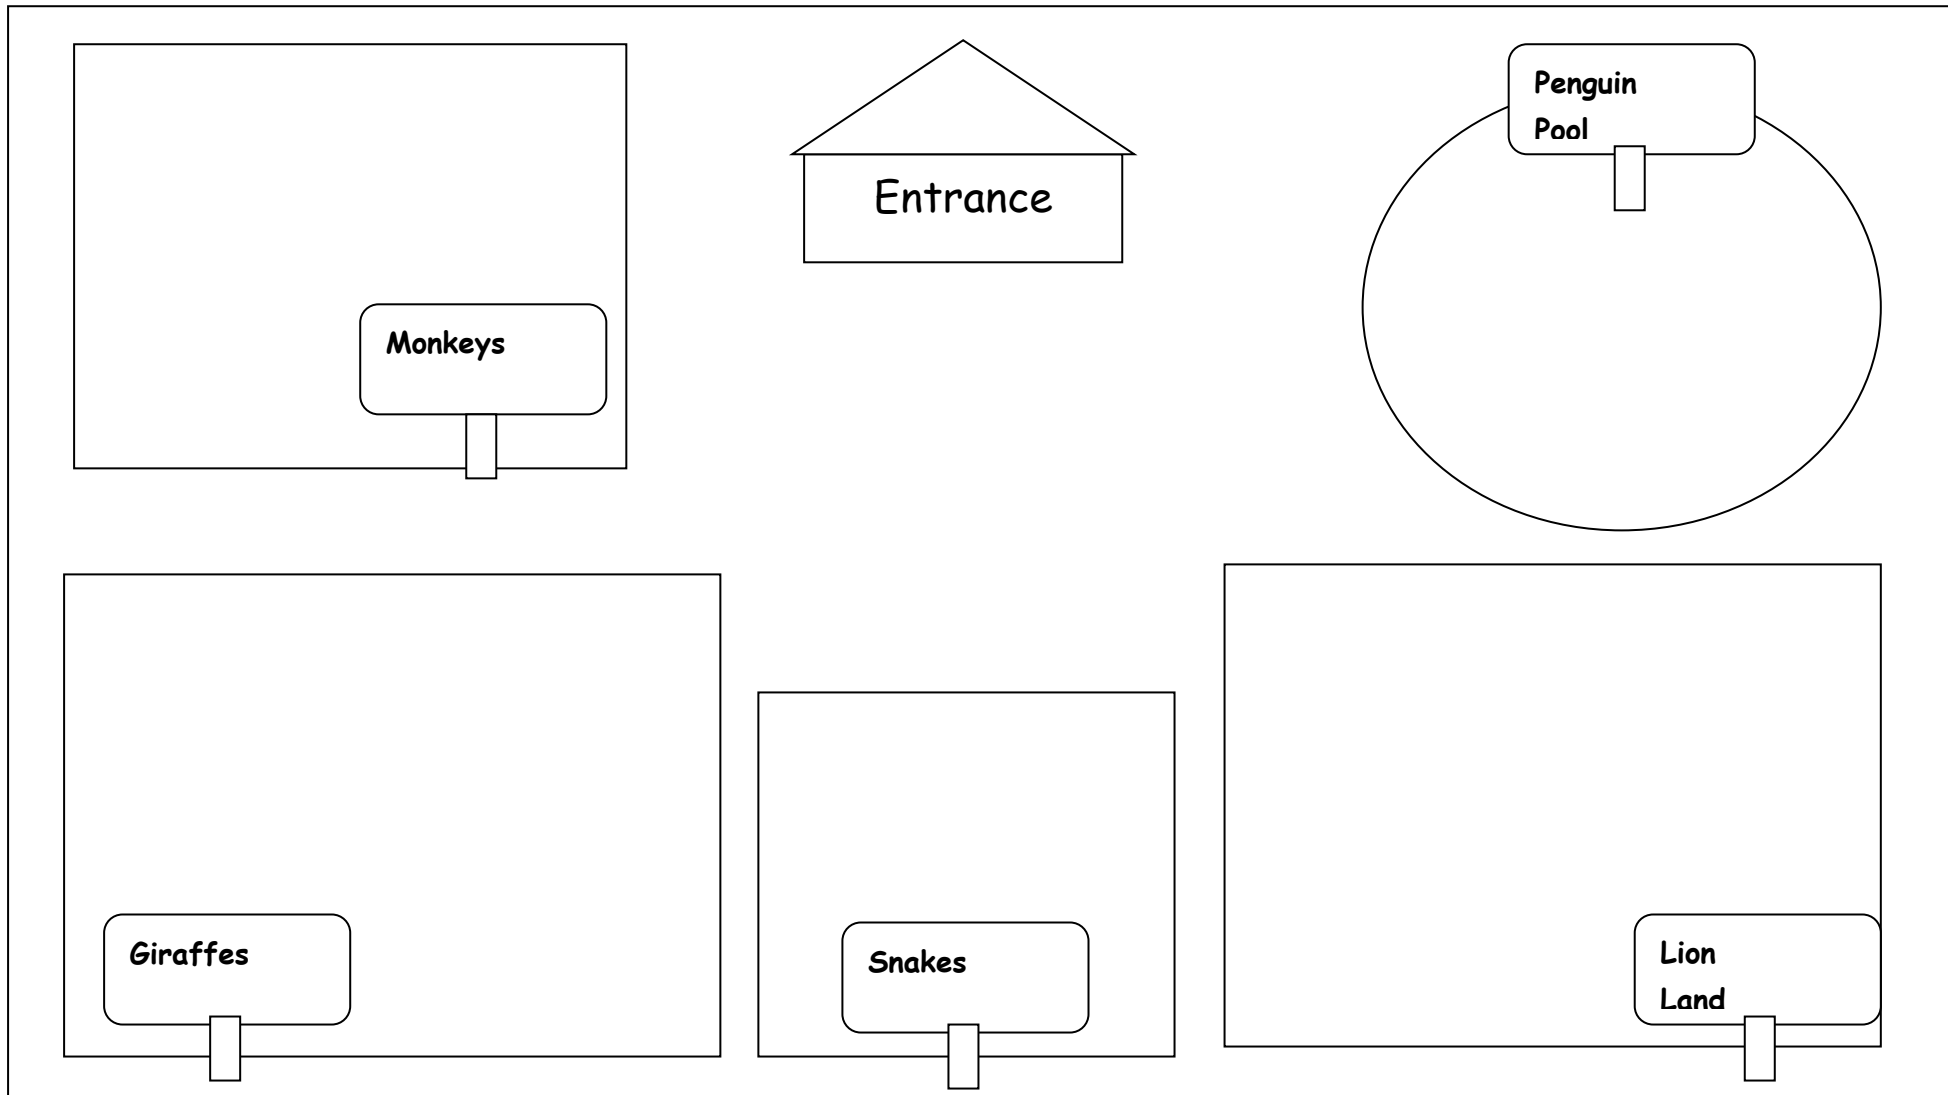 Entrance
Penguin
Pool
Monkeys
Giraffes
Snakes
Lion
Land